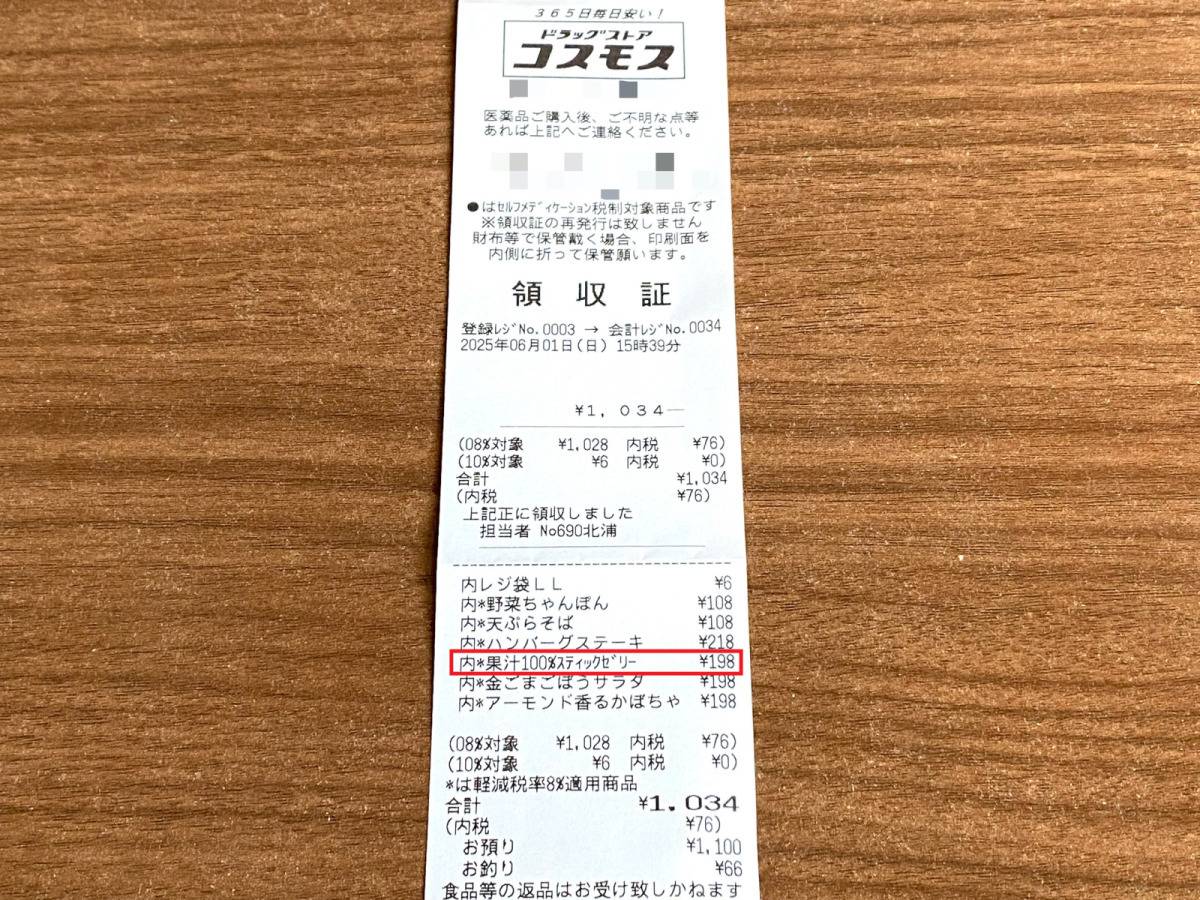 365日毎日安い!
ドラッグストア
コスモス
医薬品ご購入後、ご不明な点等
あれば上記へご連絡ください。
●はセルフメディケーション税制対象商品です
※領収証の再発行は致しません
財布等で保管戴く場合、印刷面を
内側に折って保管願います。
領 収 証
登録レジNo.0003 → 会計レジNo.0034
2025年06月01日(日) 15時39分
¥1,034―
(08%対象 ¥1,028 内税 ¥76)
(10%対象 ¥6 内税 ¥0)
合計 ¥1,034
(内税 ¥76)
上記正に領収しました
担当者 No690北浦
内レジ袋LL ¥6
内*野菜ちゃんぽん ¥108
内*天ぷらそば ¥108
内*ハンバーグステーキ ¥218
内*果汁100%スティックゼリー ¥198
内*金ごまごぼうサラダ ¥198
内*アーモンド香るかぼちゃ ¥198
(08%対象 ¥1,028 内税 ¥76)
(10%対象 ¥6 内税 ¥0)
*は軽減税率8%適用商品
合計 ¥1,034
(内税 ¥76)
お預り ¥1,100
お釣り ¥66
食品等の返品はお受け致しかねます